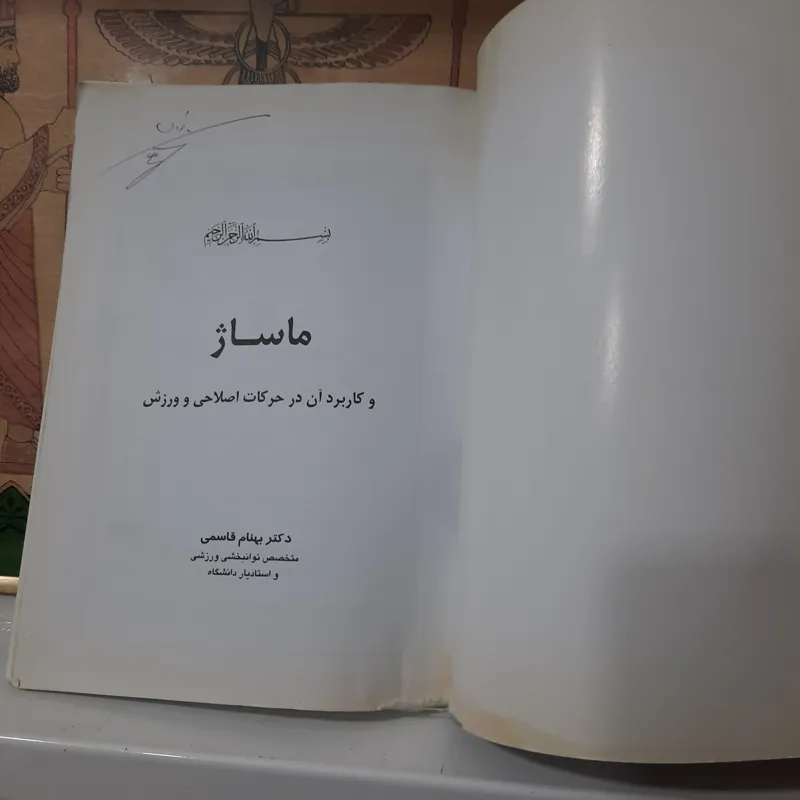 بسم الله الرحمن الرحیم
ماساژ
و کاربرد آن در حرکات اصلاحی و ورزش
دکتر بهنام قاسمی
متخصص توانبخشی ورزشی
و استادیار دانشگاه